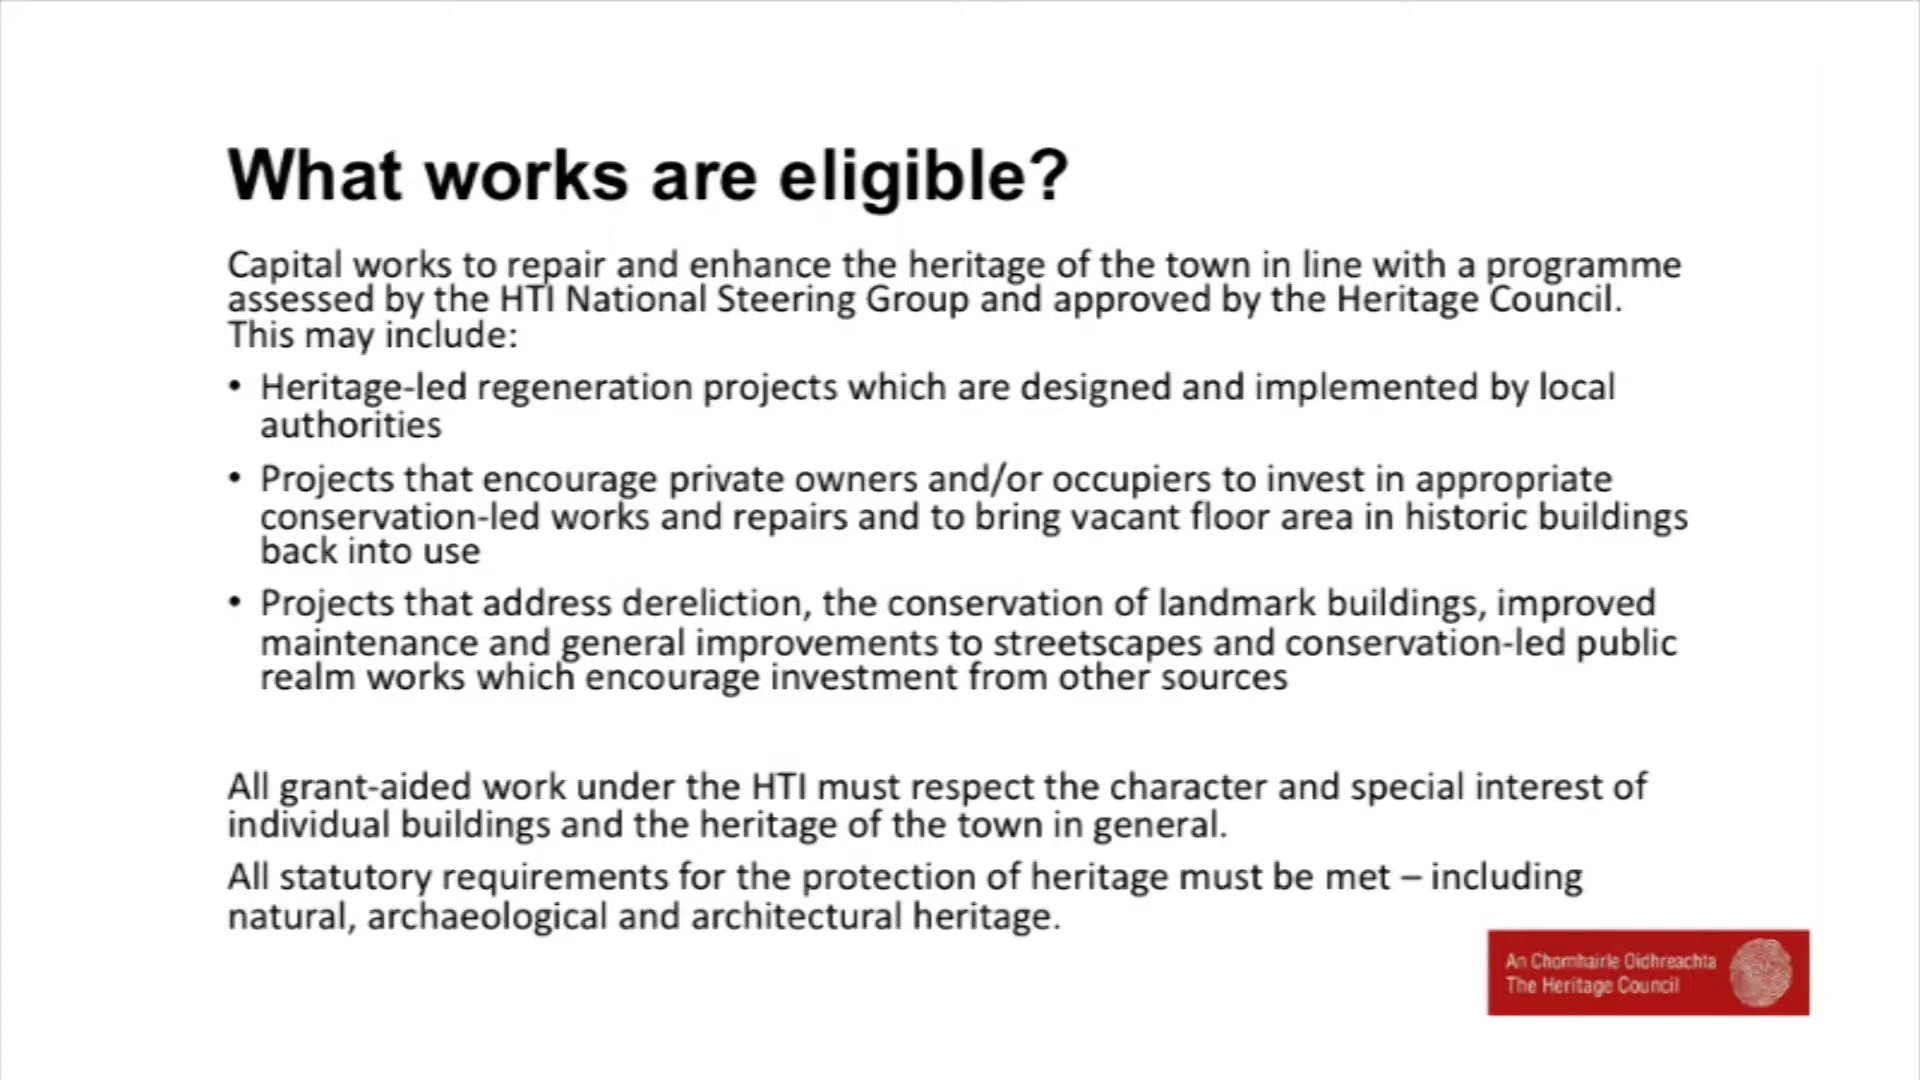 What works are eligible?
Capital works to repair and enhance the heritage of the town in line with a programme
assessed by the HTI National Steering Group and approved by the Heritage Council.
This may include:
• Heritage-led regeneration projects which are designed and implemented by local
authorities
• Projects that encourage private owners and/or occupiers to invest in appropriate
conservation-led works and repairs and to bring vacant floor area in historic buildings
back into use
• Projects that address dereliction, the conservation of landmark buildings, improved
maintenance and general improvements to streetscapes and conservation-led public
realm works which encourage investment from other sources
All grant-aided work under the HTI must respect the character and special interest of
individual buildings and the heritage of the town in general.
All statutory requirements for the protection of heritage must be met – including
natural, archaeological and architectural heritage.
An Chomhairle Oidhreachta
The Heritage Council